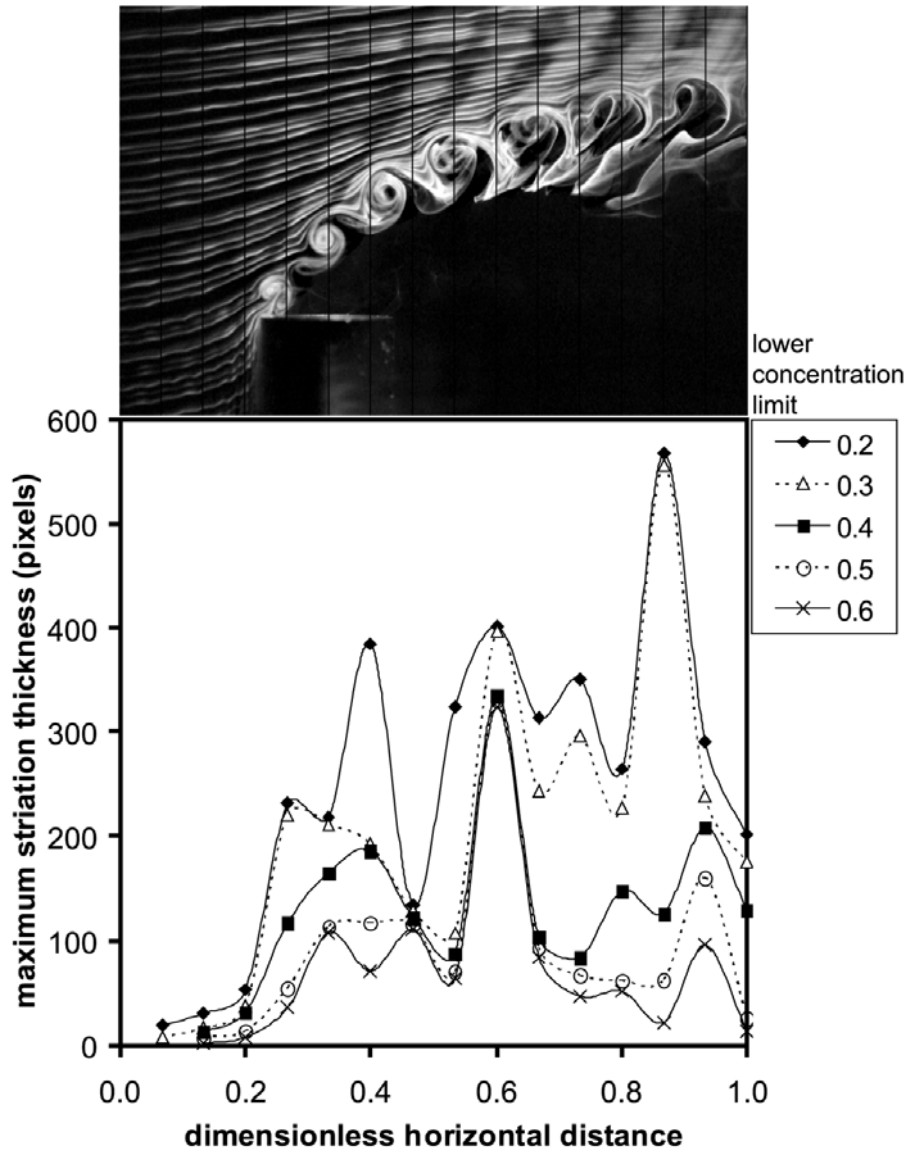 lower
concentration
limit
0.2
0.3
0.4
0.5
0.6
maximum striation thickness (pixels)
600
500
400
300
200
100
0
0.0 0.2 0.4 0.6 0.8 1.0
dimensionless horizontal distance